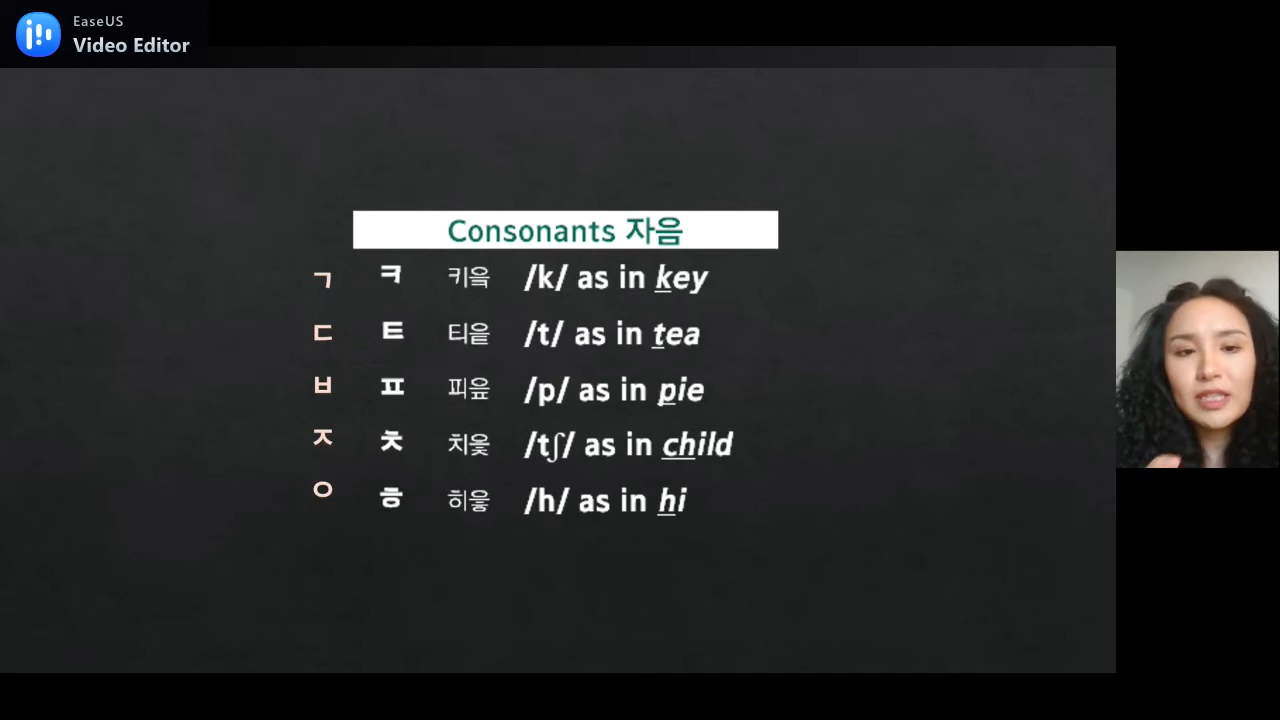 EaseUS
Video Editor
Consonants 자음
ㄱ ㅋ 키읔 /k/ as in key
ㄷ ㅌ 티읕 /t/ as in tea
ㅂ ㅍ 피읖 /p/ as in pie
ㅈ ㅊ 치읓 /tʃ/ as in child
ㅇ ㅎ 히읗 /h/ as in hi